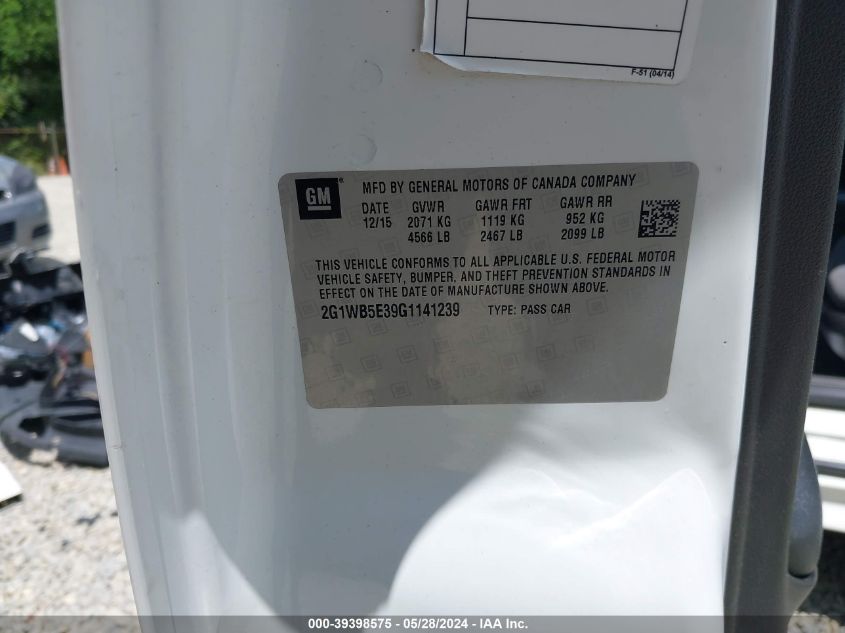 F-51 (04/14)
GM
MFD BY GENERAL MOTORS OF CANADA COMPANY
DATE GVWR GAWR FRT GAWR RR
12/15 2071 KG 1119 KG 952 KG
4566 LB 2467 LB 2099 LB
THIS VEHICLE CONFORMS TO ALL APPLICABLE U.S. FEDERAL MOTOR
VEHICLE SAFETY, BUMPER, AND THEFT PREVENTION STANDARDS IN
EFFECT ON THE DATE OF MANUFACTURE SHOWN ABOVE.
2G1WB5E39G1141239 TYPE: PASS CAR
000-39398575 - 05/28/2024 - IAA Inc.